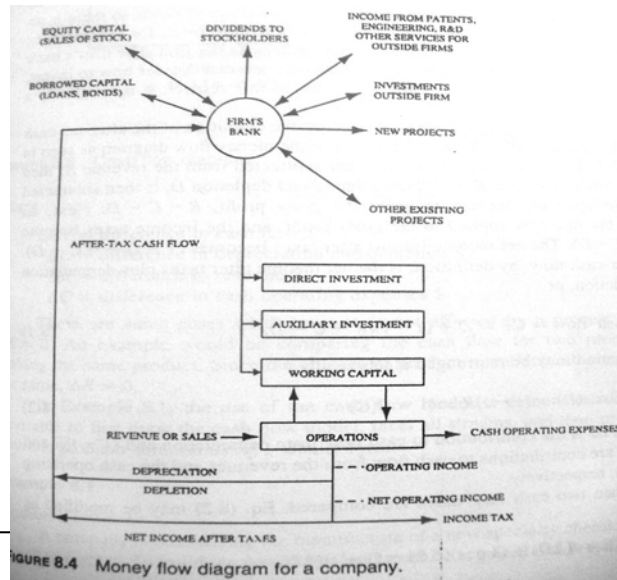 EQUITY CAPITAL
(SALES OF STOCK)
DIVIDENDS TO
STOCKHOLDERS
INCOME FROM PATENTS,
ENGINEERING, R&D
OTHER SERVICES FOR
OUTSIDE FIRMS
BORROWED CAPITAL
(LOANS, BONDS)
FIRM'S
BANK
INVESTMENTS
OUTSIDE FIRM
NEW PROJECTS
OTHER EXISITING
PROJECTS
AFTER-TAX CASH FLOW
DIRECT INVESTMENT
AUXILIARY INVESTMENT
WORKING CAPITAL
REVENUE OR SALES
OPERATIONS
CASH OPERATING EXPENSES
DEPRECIATION
OPERATING INCOME
DEPLETION
NET OPERATING INCOME
INCOME TAX
NET INCOME AFTER TAXES
FIGURE 8.4 Money flow diagram for a company.